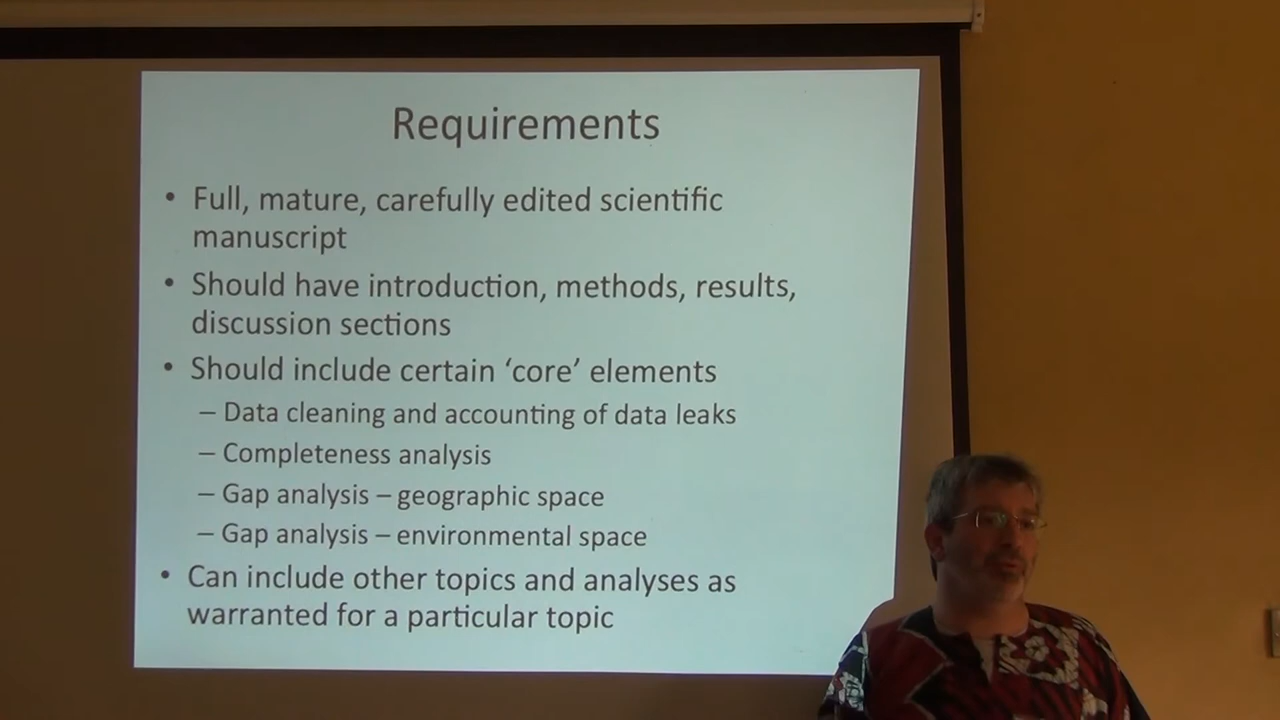 Requirements
• Full, mature, carefully edited scientific
manuscript
• Should have introduction, methods, results,
discussion sections
• Should include certain ‘core’ elements
– Data cleaning and accounting of data leaks
– Completeness analysis
– Gap analysis – geographic space
– Gap analysis – environmental space
• Can include other topics and analyses as
warranted for a particular topic